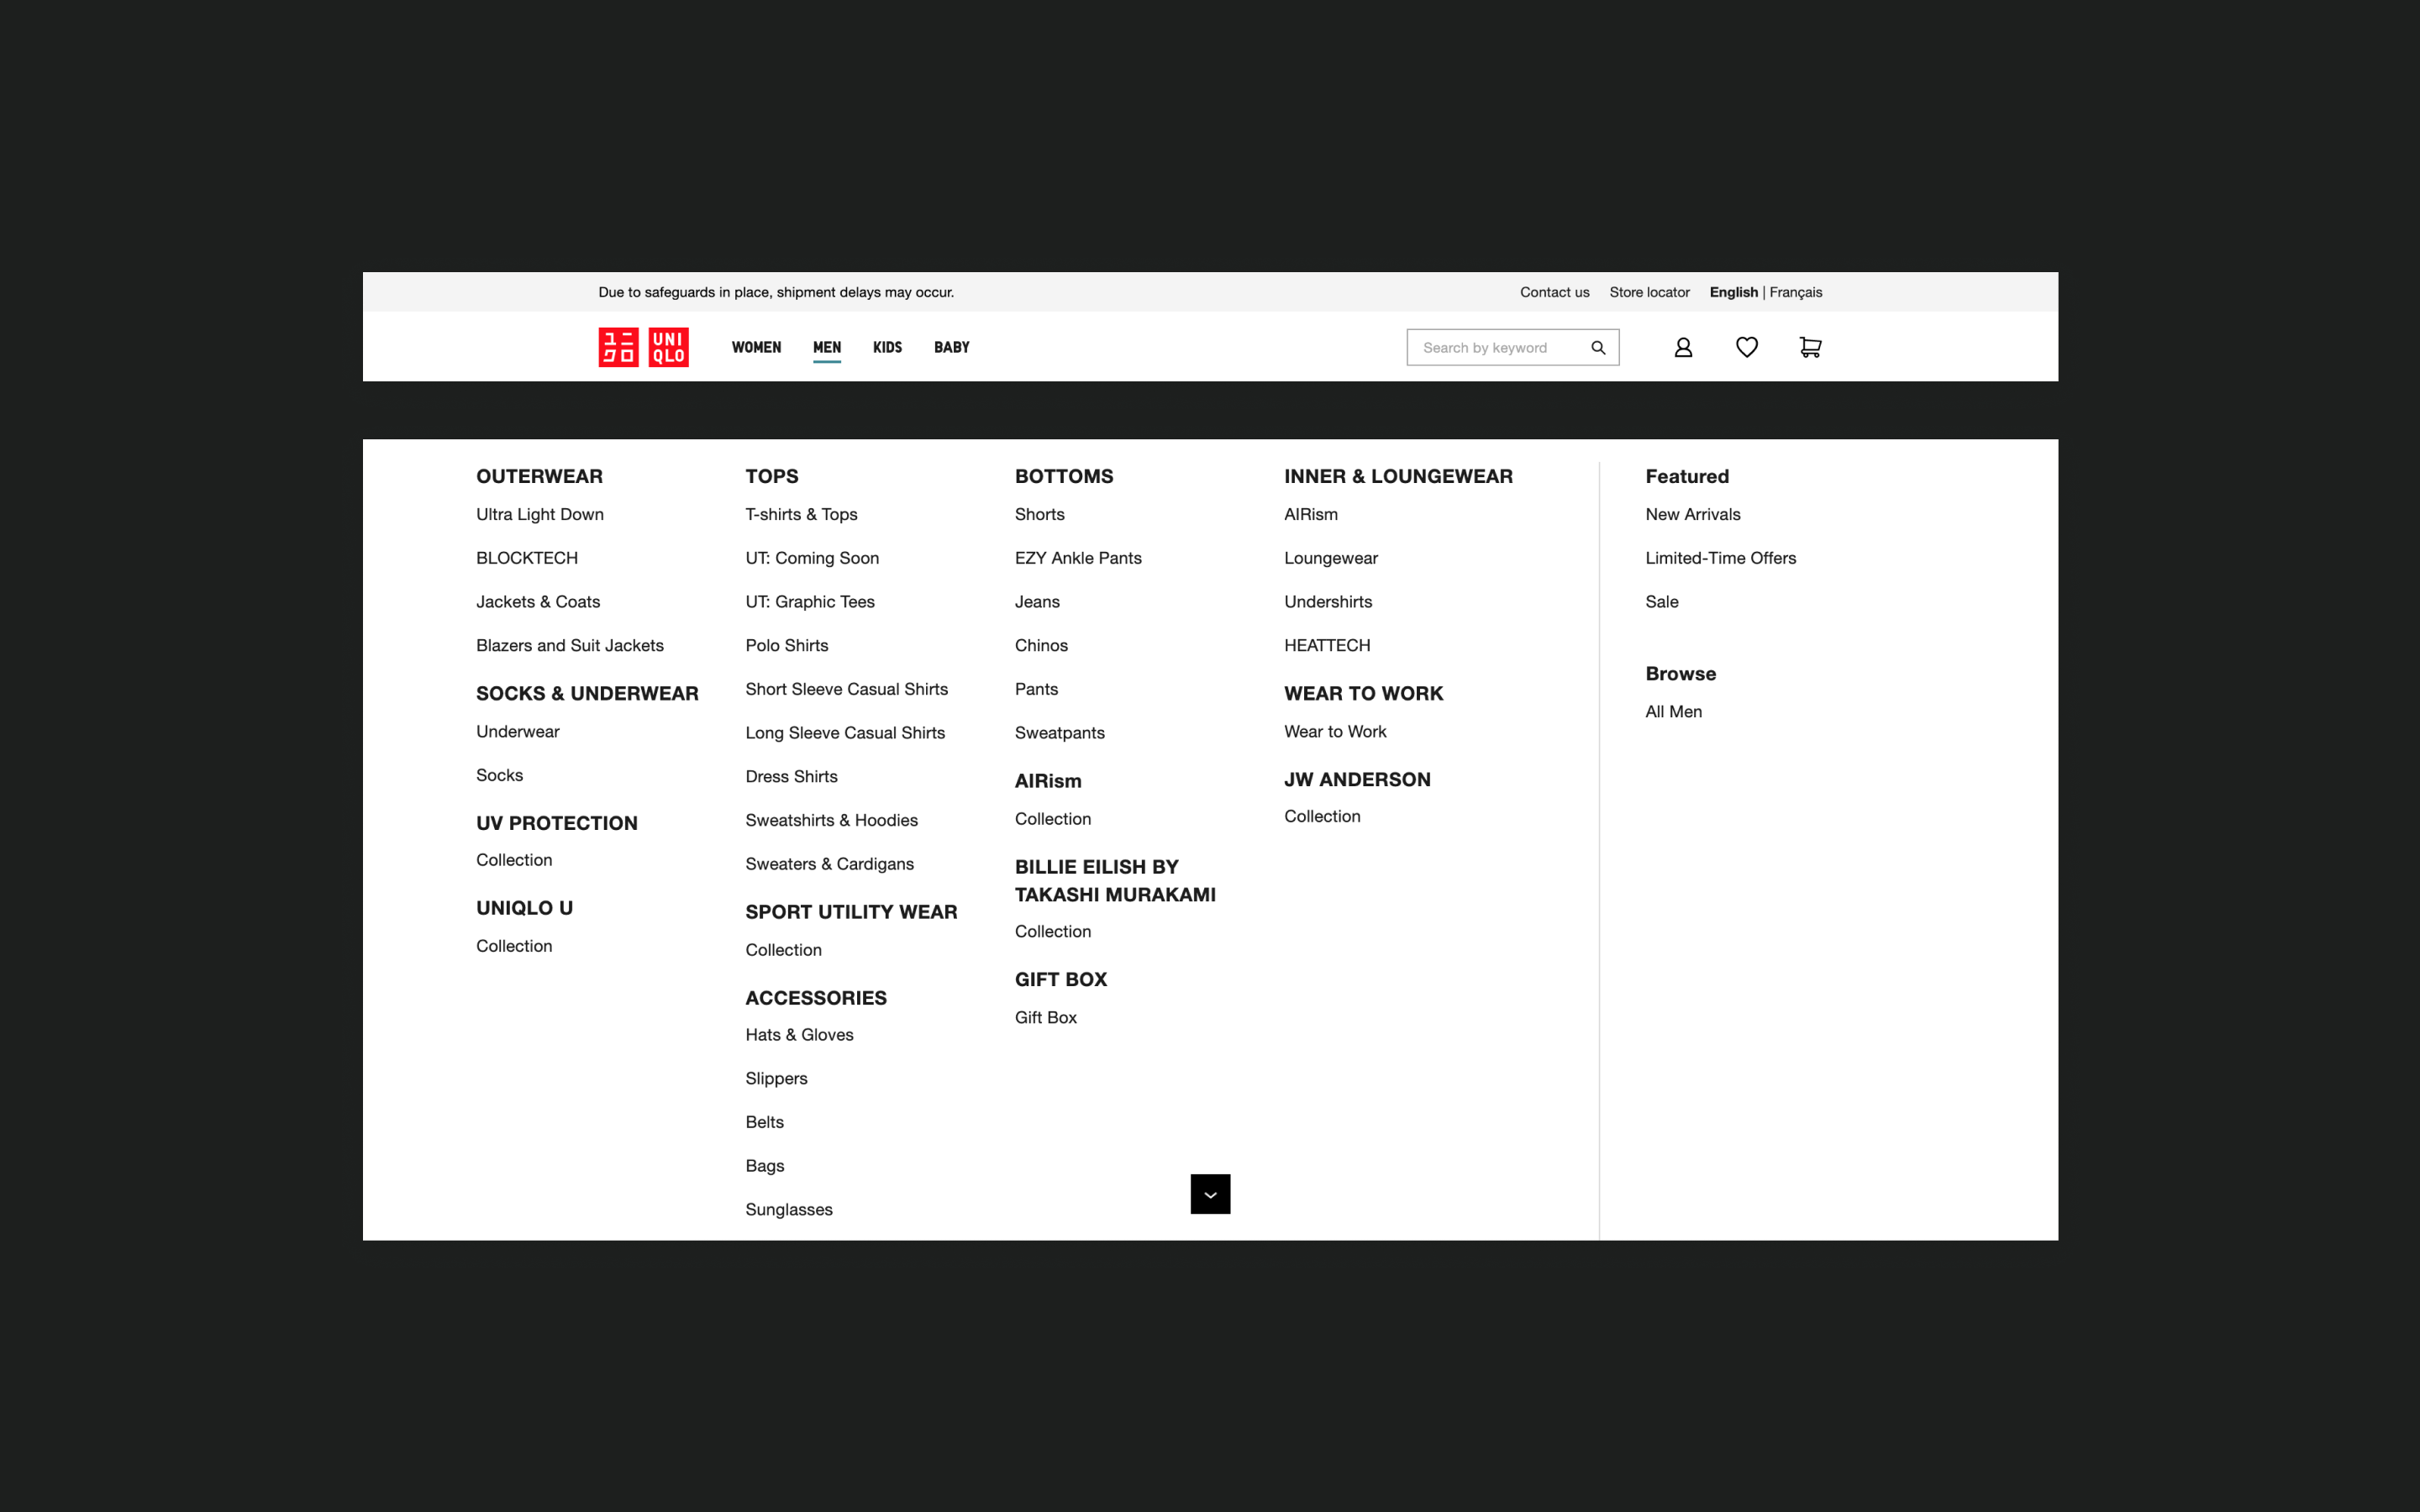 Due to safeguards in place, shipment delays may occur.
Contact us
Store locator
English | Français
ユニ
クロ
UNI
QLO
WOMEN
MEN
KIDS
BABY
Search by keyword
OUTERWEAR
Ultra Light Down
BLOCKTECH
Jackets & Coats
Blazers and Suit Jackets
SOCKS & UNDERWEAR
Underwear
Socks
UV PROTECTION
Collection
UNIQLO U
Collection
TOPS
T-shirts & Tops
UT: Coming Soon
UT: Graphic Tees
Polo Shirts
Short Sleeve Casual Shirts
Long Sleeve Casual Shirts
Dress Shirts
Sweatshirts & Hoodies
Sweaters & Cardigans
SPORT UTILITY WEAR
Collection
ACCESSORIES
Hats & Gloves
Slippers
Belts
Bags
Sunglasses
BOTTOMS
Shorts
EZY Ankle Pants
Jeans
Chinos
Pants
Sweatpants
AIRism
Collection
BILLIE EILISH BY
TAKASHI MURAKAMI
Collection
GIFT BOX
Gift Box
INNER & LOUNGEWEAR
AIRism
Loungewear
Undershirts
HEATTECH
WEAR TO WORK
Wear to Work
JW ANDERSON
Collection
Featured
New Arrivals
Limited-Time Offers
Sale
Browse
All Men